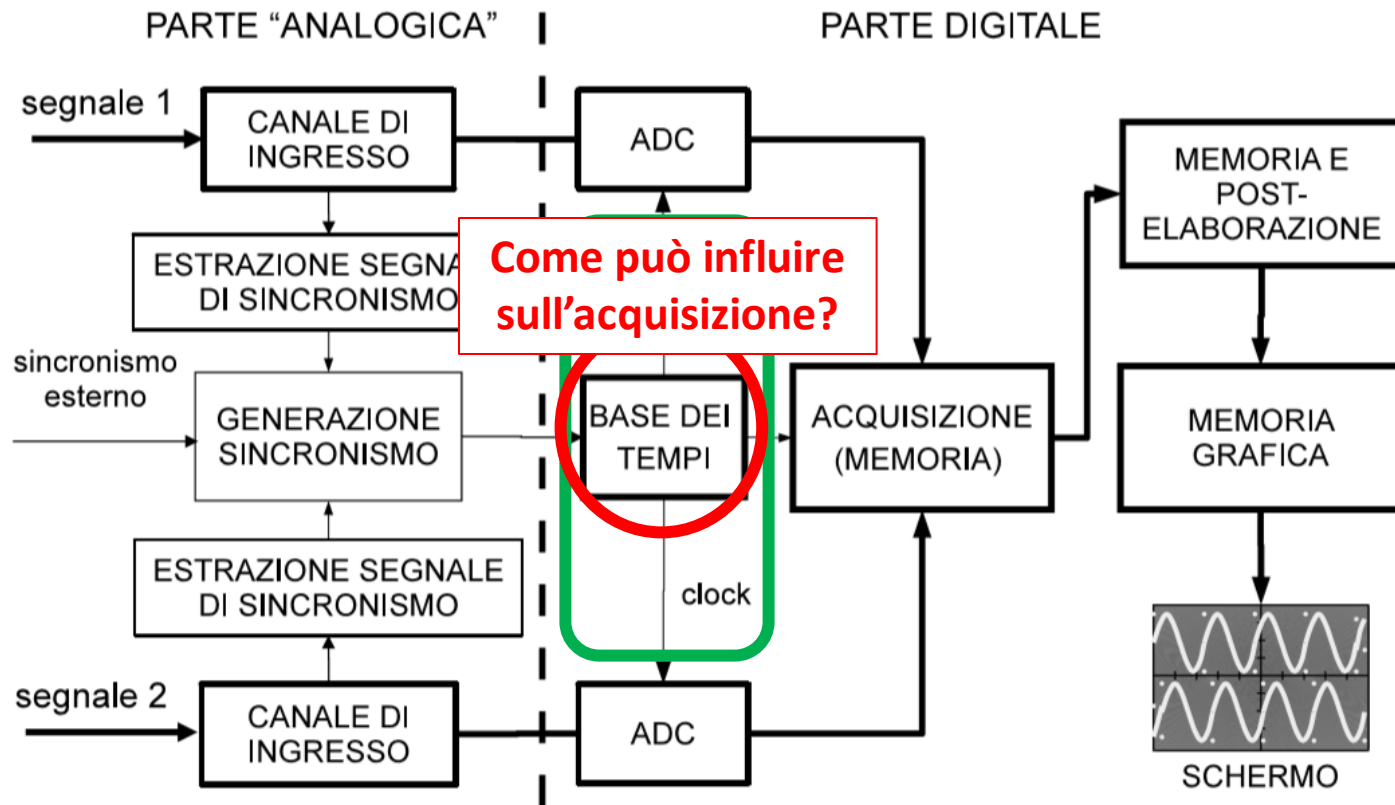 PARTE “ANALOGICA”
PARTE DIGITALE
segnale 1
CANALE DI
INGRESSO
ADC
MEMORIA E
POST-
ELABORAZIONE
ESTRAZIONE SEGNA
DI SINCRONISMO
Come può influire
sull’acquisizione?
sincronismo
esterno
GENERAZIONE
SINCRONISMO
BASE DEI
TEMPI
ACQUISIZIONE
(MEMORIA)
MEMORIA
GRAFICA
ESTRAZIONE SEGNALE
DI SINCRONISMO
clock
segnale 2
CANALE DI
INGRESSO
ADC
SCHERMO